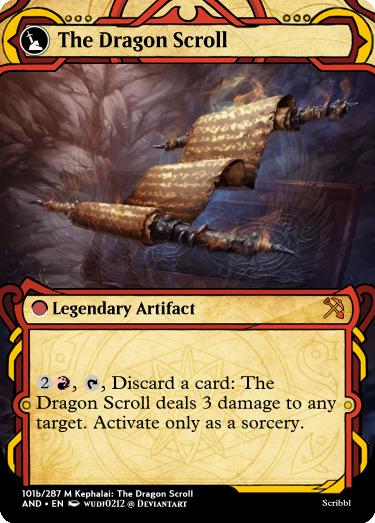 The Dragon Scroll
Legendary Artifact
2 R, T, Discard a card: The
Dragon Scroll deals 3 damage to any
target. Activate only as a sorcery.
101b/287 M Kephalai: The Dragon Scroll
AND • EN wudf0212 @ Deviantart
Scribbl